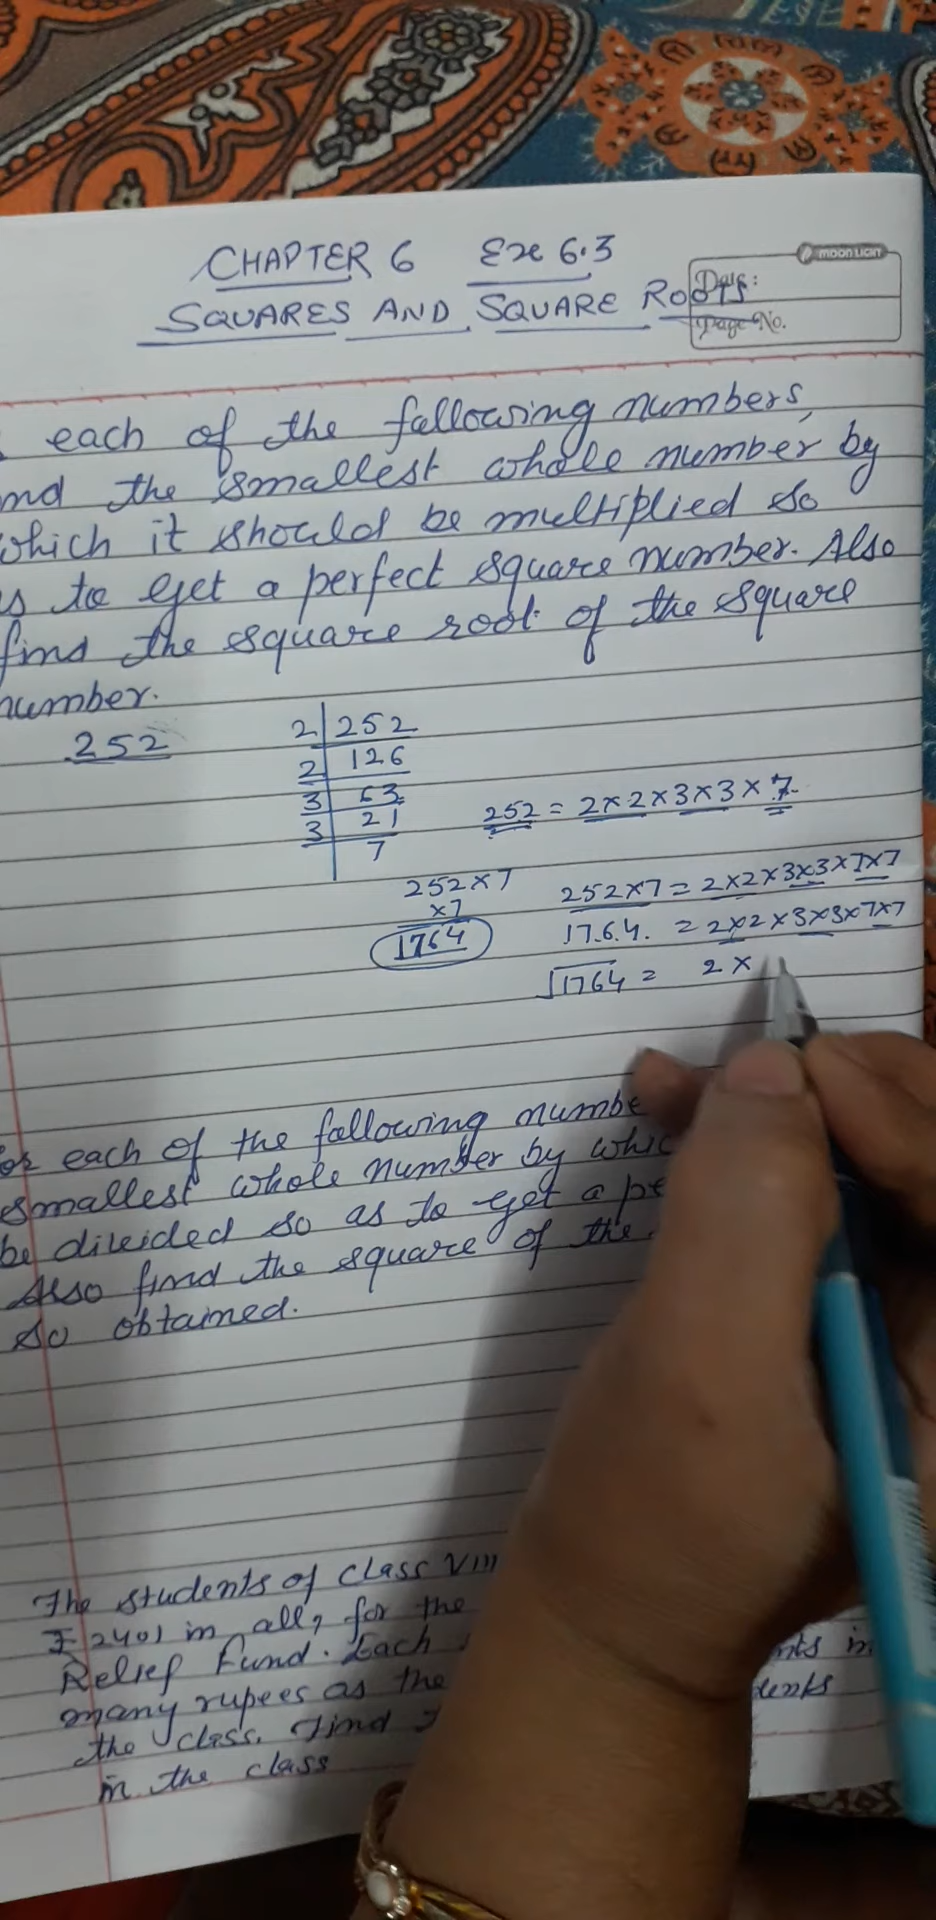 CHAPTER 6 Ex 6.3
SQUARES AND SQUARE ROOTS
MOONLIGHT
Date:
Page No.
each of the following numbers,
the smallest whole number by
which it should be multiplied so
to get a perfect square number. Also
find the square root of the square
number.
252
2 | 252
2 | 126
3 | 63
3 | 21
7
252 = 2×2×3×3×7
252×7
×7
1764
252×7 = 2×2×3×3×7×7
1764 = 2×2×3×3×7×7
√1764 = 2×
each of the following
smallest whole number by
be divided so as to get a
Also find the square of the
so obtained.
The students of class VIII
₹2401 in all, for the
Relief Fund. Each in
many rupees as the
the class. Find
in the class